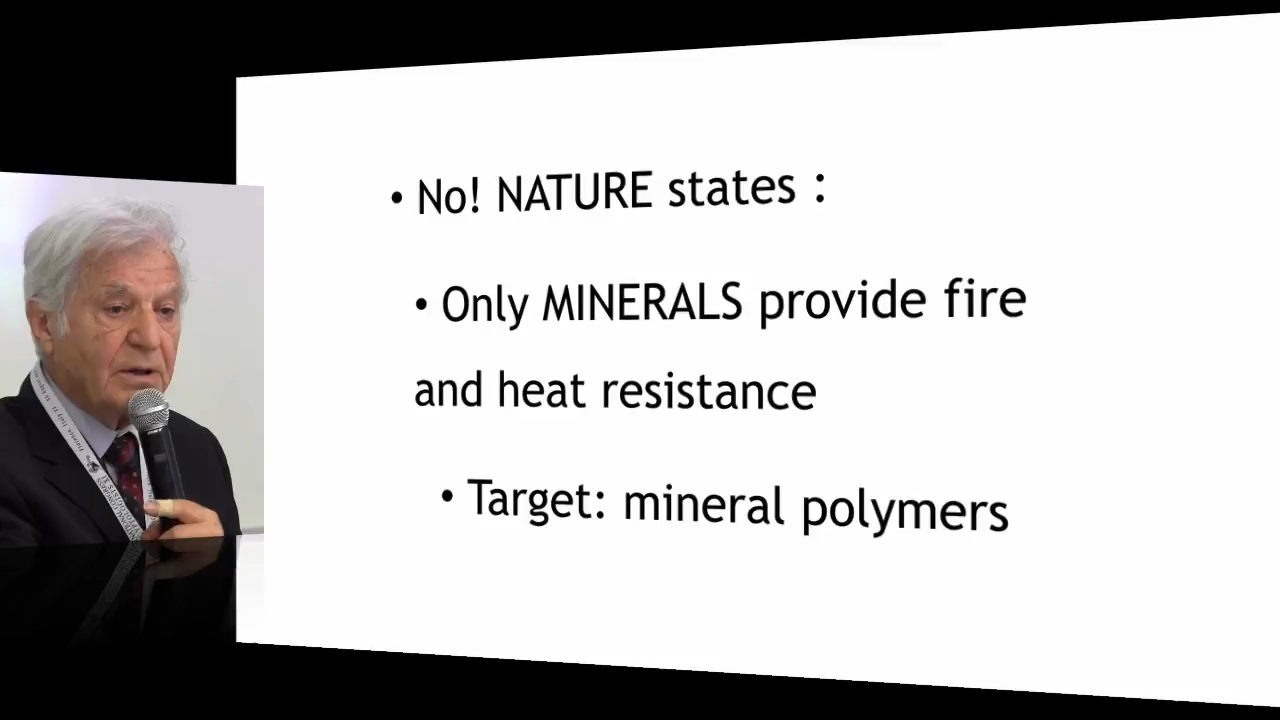 • No! NATURE states :
• Only MINERALS provide fire
and heat resistance
• Target: mineral polymers